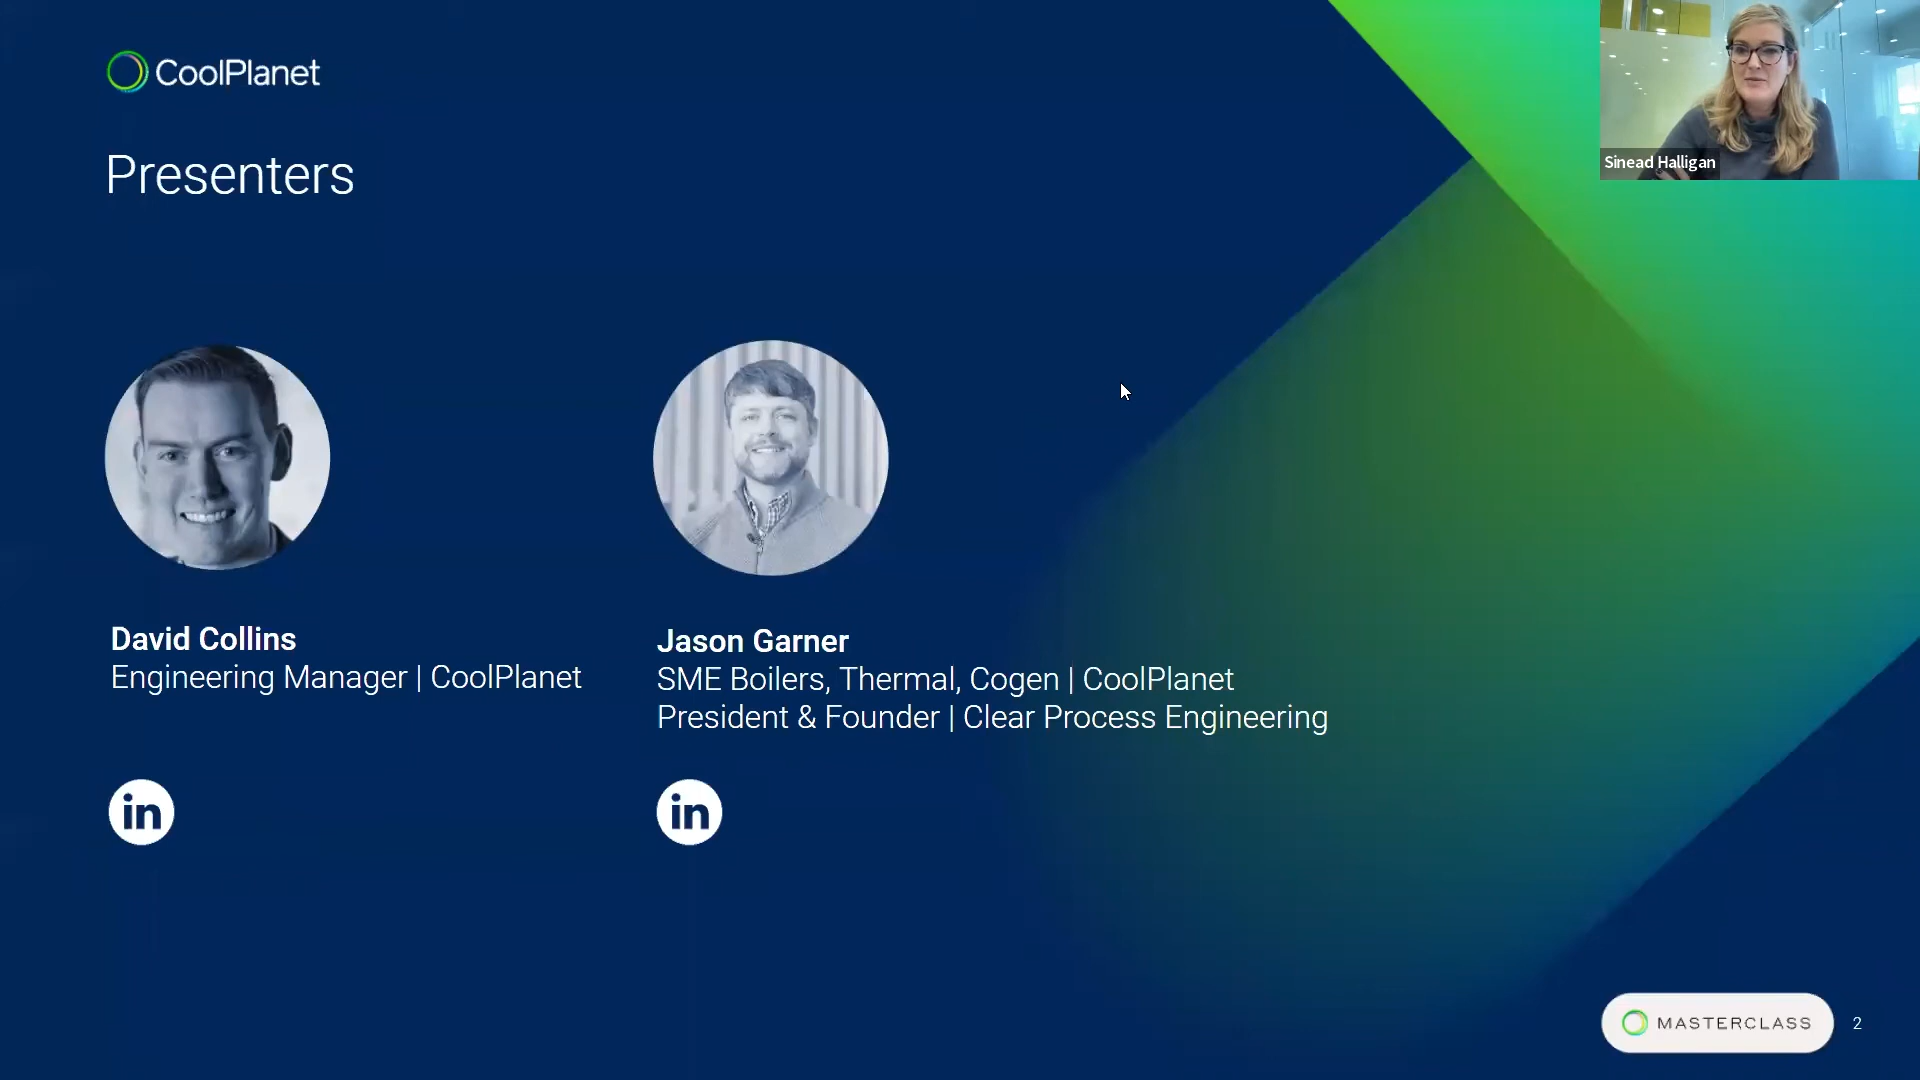 CoolPlanet
Sinead Halligan
Presenters
David Collins
Engineering Manager | CoolPlanet
Jason Garner
SME Boilers, Thermal, Cogen | CoolPlanet
President & Founder | Clear Process Engineering
in
in
MASTERCLASS
2